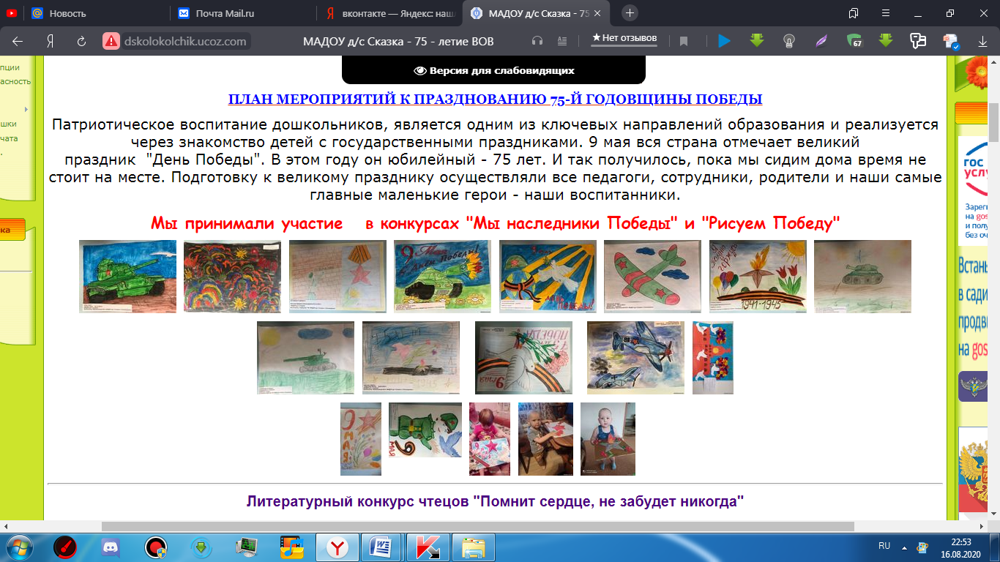 Новость
Почта Mail.ru
вконтакте — Яндекс: наш
МАДОУ д/с Сказка - 75
dskolokolchik.ucoz.com
МАДОУ д/с Сказка - 75 - летие ВОВ
★Нет отзывов
67
пции
асность
шки
чата
ка
Версия для слабовидящих
ПЛАН МЕРОПРИЯТИЙ К ПРАЗДНОВАНИЮ 75-Й ГОДОВЩИНЫ ПОБЕДЫ
Патриотическое воспитание дошкольников, является одним из ключевых направлений образования и реализуется
через знакомство детей с государственными праздниками. 9 мая вся страна отмечает великий
праздник "День Победы". В этом году он юбилейный - 75 лет. И так получилось, пока мы сидим дома время не
стоит на месте. Подготовку к великому празднику осуществляли все педагоги, сотрудники, родители и наши самые
главные маленькие герои - наши воспитанники.
Мы принимали участие в конкурсах "Мы наследники Победы" и "Рисуем Победу"
9 Мая
С Днём Победы!
1941-1945
1945
9 МАЯ
МАЯ
9
Литературный конкурс чтецов "Помнит сердце, не забудет никогда"
гос
услу
Зареги
на gos
и полу
без оч
Встань
в сади
продви
на gos
RU
22:53
16.08.2020